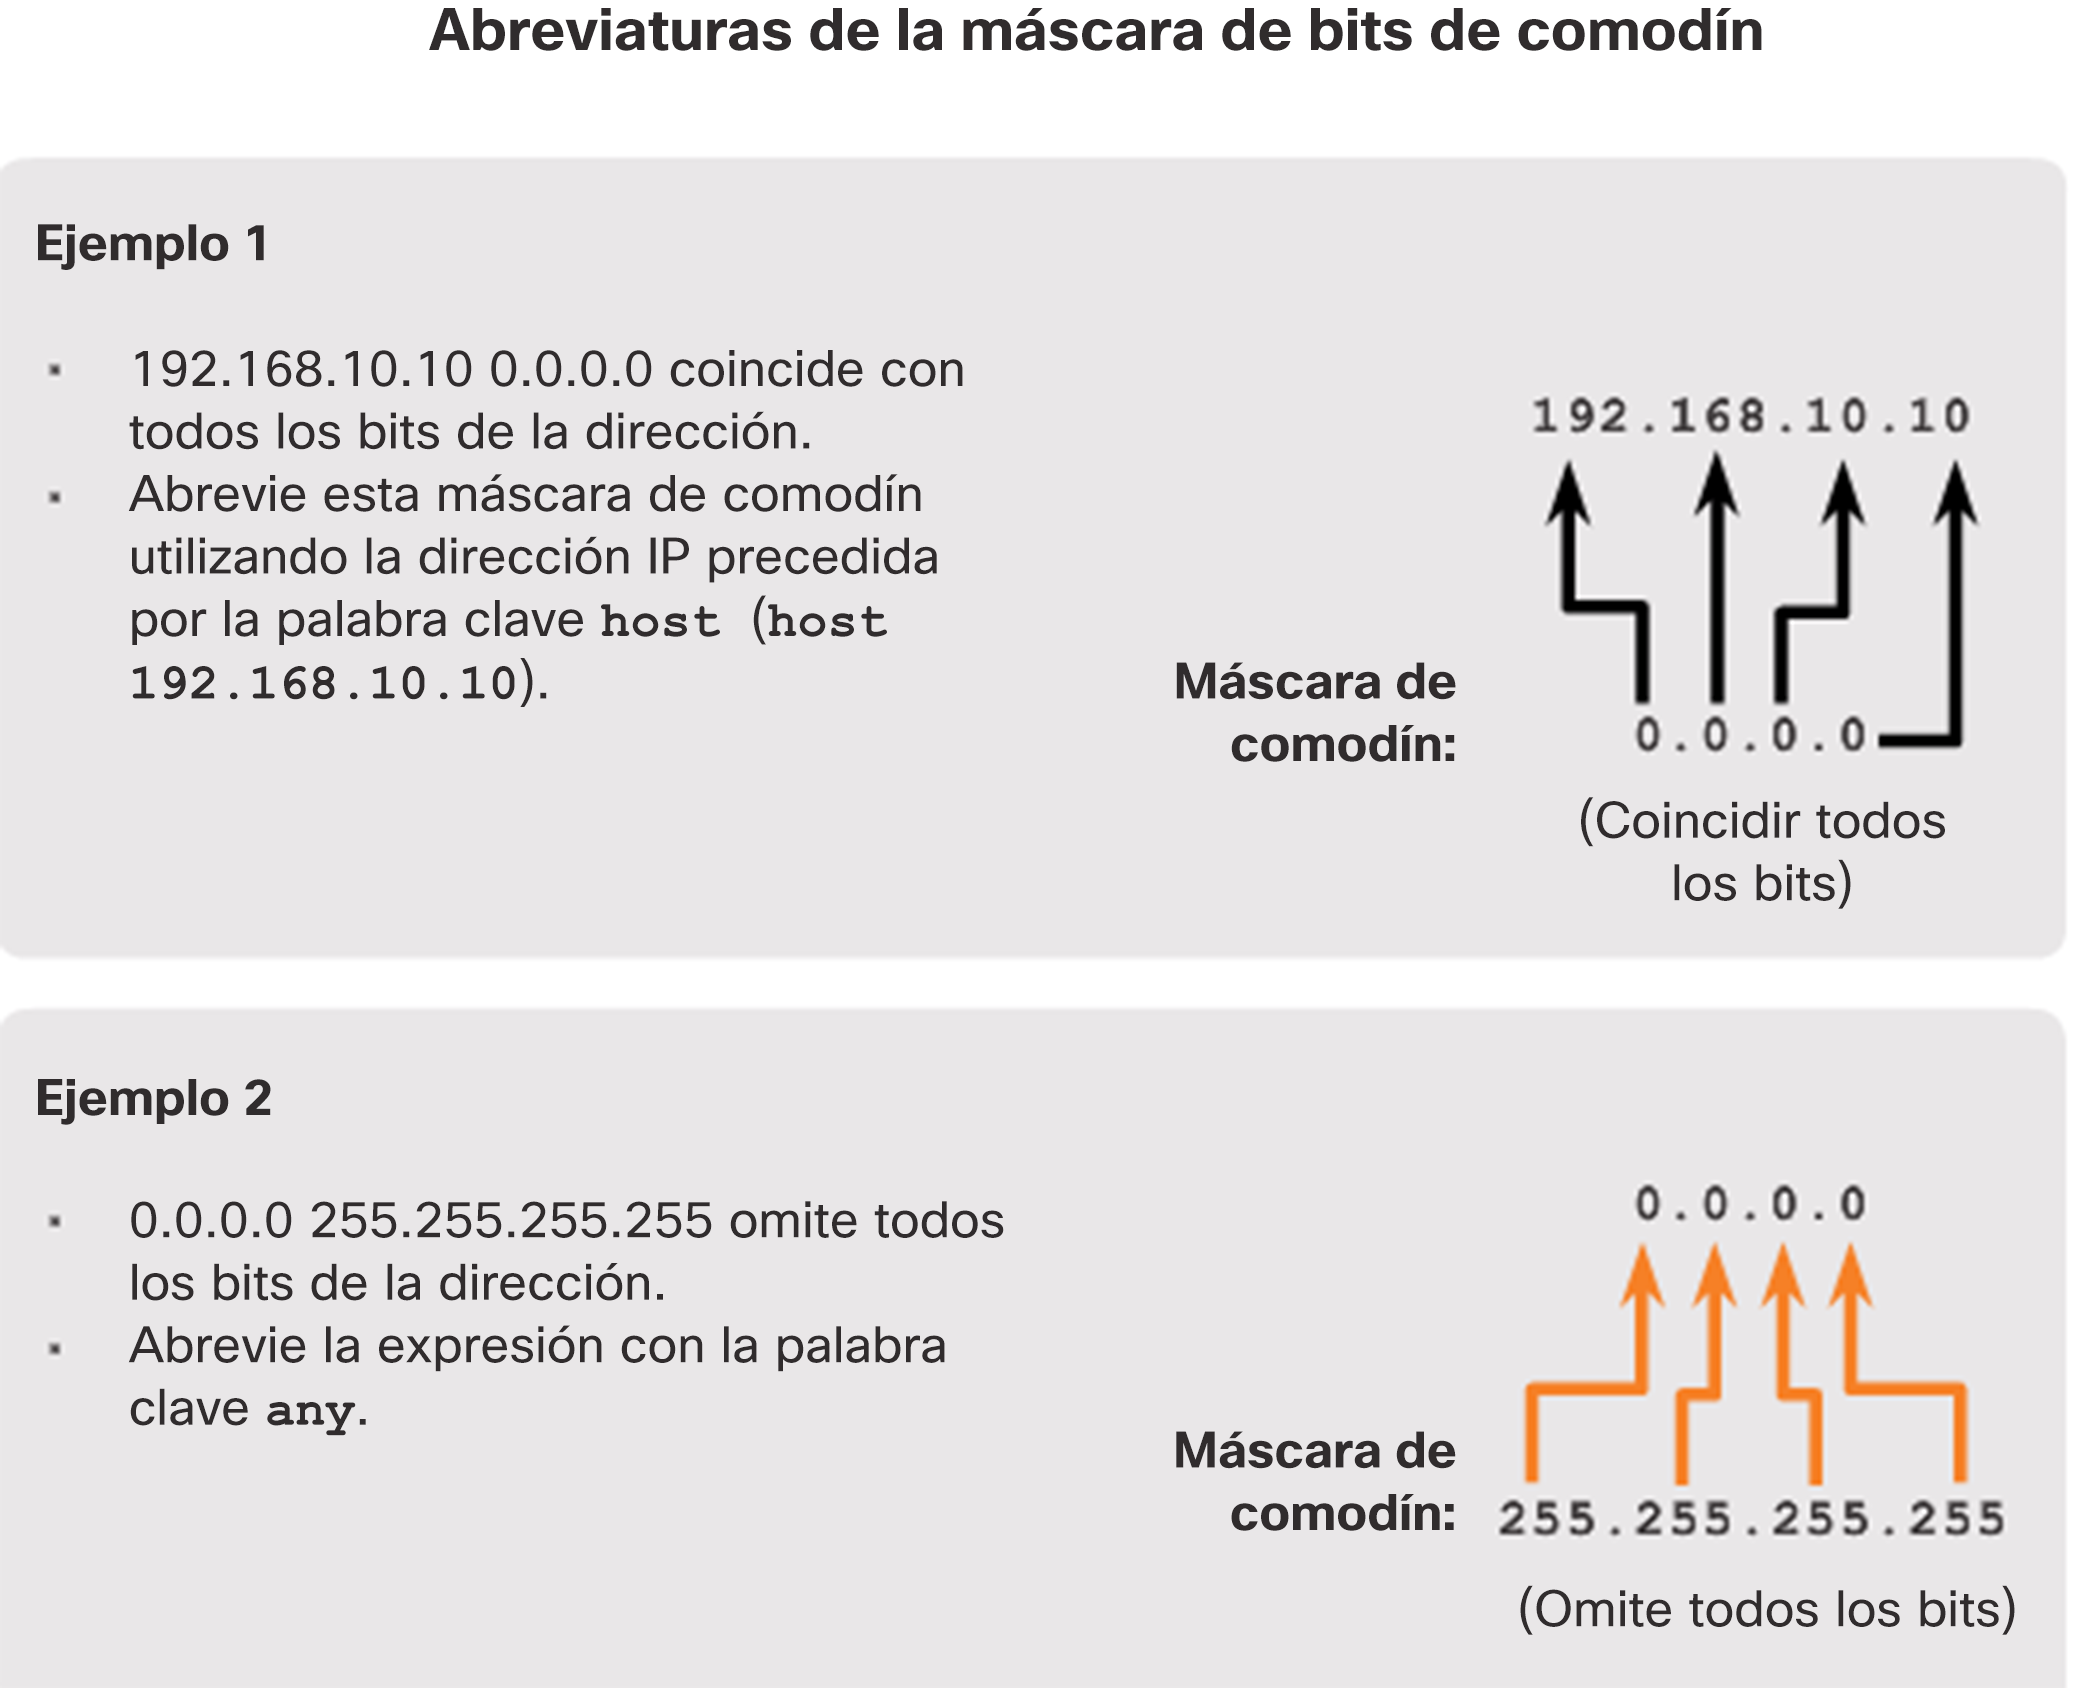 Abreviaturas de la máscara de bits de comodín
Ejemplo 1
▪ 192.168.10.10 0.0.0.0 coincide con
todos los bits de la dirección.
▪ Abrevie esta máscara de comodín
utilizando la dirección IP precedida
por la palabra clave host (host
192.168.10.10).
192.168.10.10
Máscara de
comodín:
0.0.0.0
(Coincidir todos
los bits)
Ejemplo 2
▪ 0.0.0.0 255.255.255.255 omite todos
los bits de la dirección.
▪ Abrevie la expresión con la palabra
clave any.
0.0.0.0
Máscara de
comodín:
255.255.255.255
(Omite todos los bits)